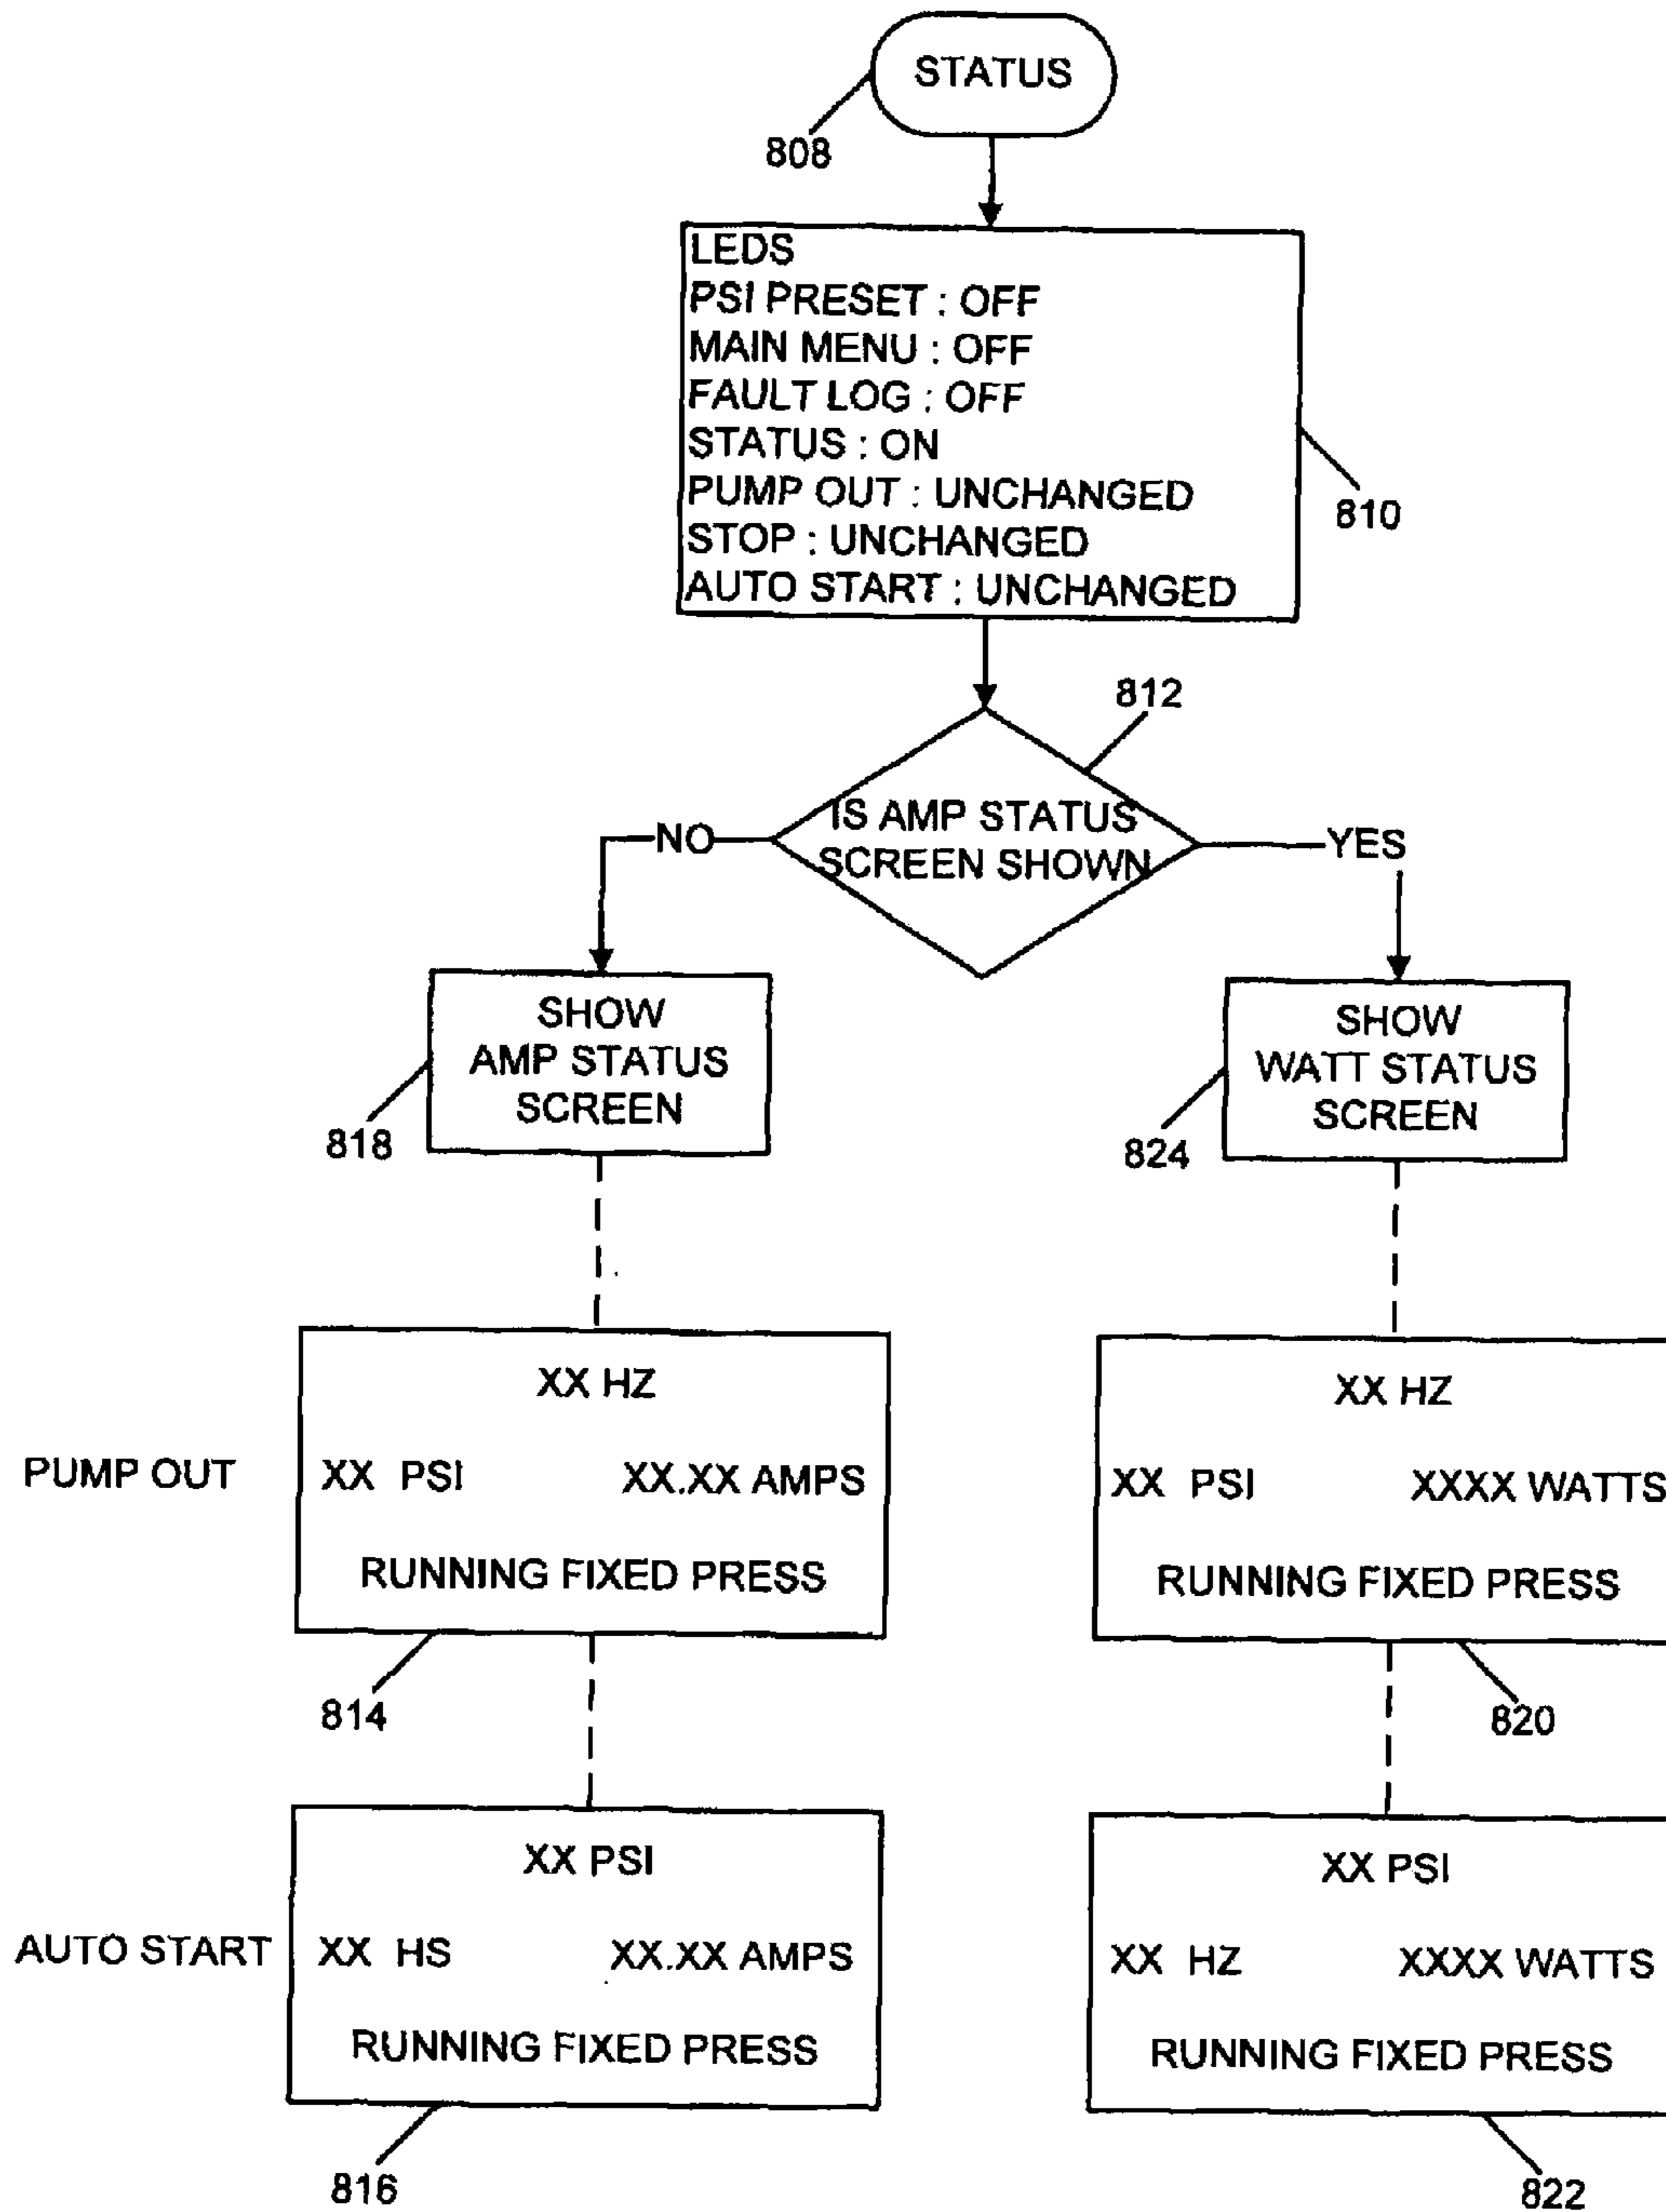 STATUS
808
LEDS
PSI PRESET : OFF
MAIN MENU : OFF
FAULT LOG : OFF
STATUS : ON
PUMP OUT : UNCHANGED
STOP : UNCHANGED
AUTO START : UNCHANGED
810
812
IS AMP STATUS
SCREEN SHOWN
NO
YES
SHOW
AMP STATUS
SCREEN
818
SHOW
WATT STATUS
SCREEN
824
PUMP OUT
XX HZ
XX PSI XX.XX AMPS
RUNNING FIXED PRESS
814
XX HZ
XX PSI XXXX WATTS
RUNNING FIXED PRESS
820
AUTO START
XX PSI
XX HS XX.XX AMPS
RUNNING FIXED PRESS
816
XX PSI
XX HZ XXXX WATTS
RUNNING FIXED PRESS
822